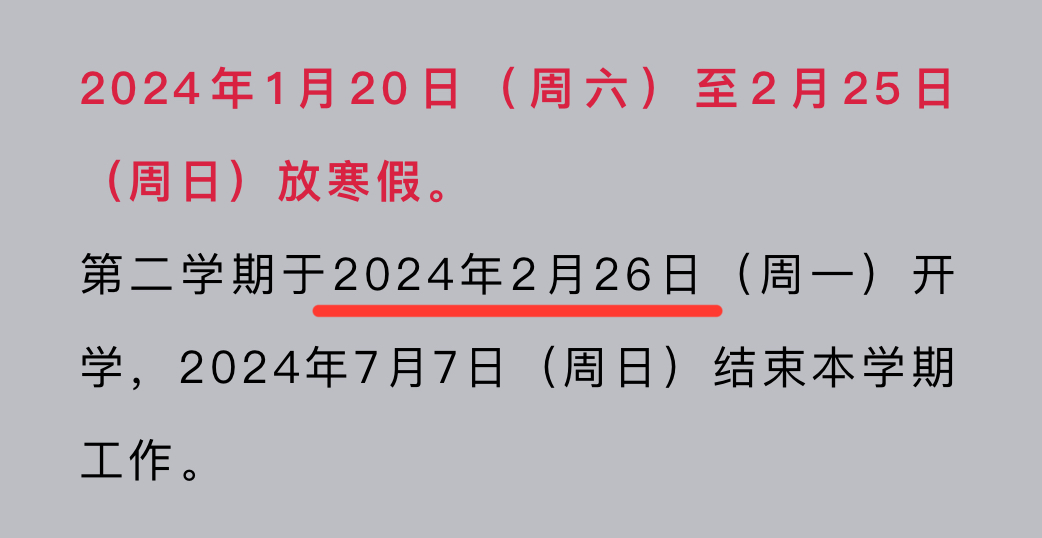 2024年1月20日（周六）至2月25日
（周日）放寒假。
第二学期于2024年2月26日（周一）开
学，2024年7月7日（周日）结束本学期
工作。